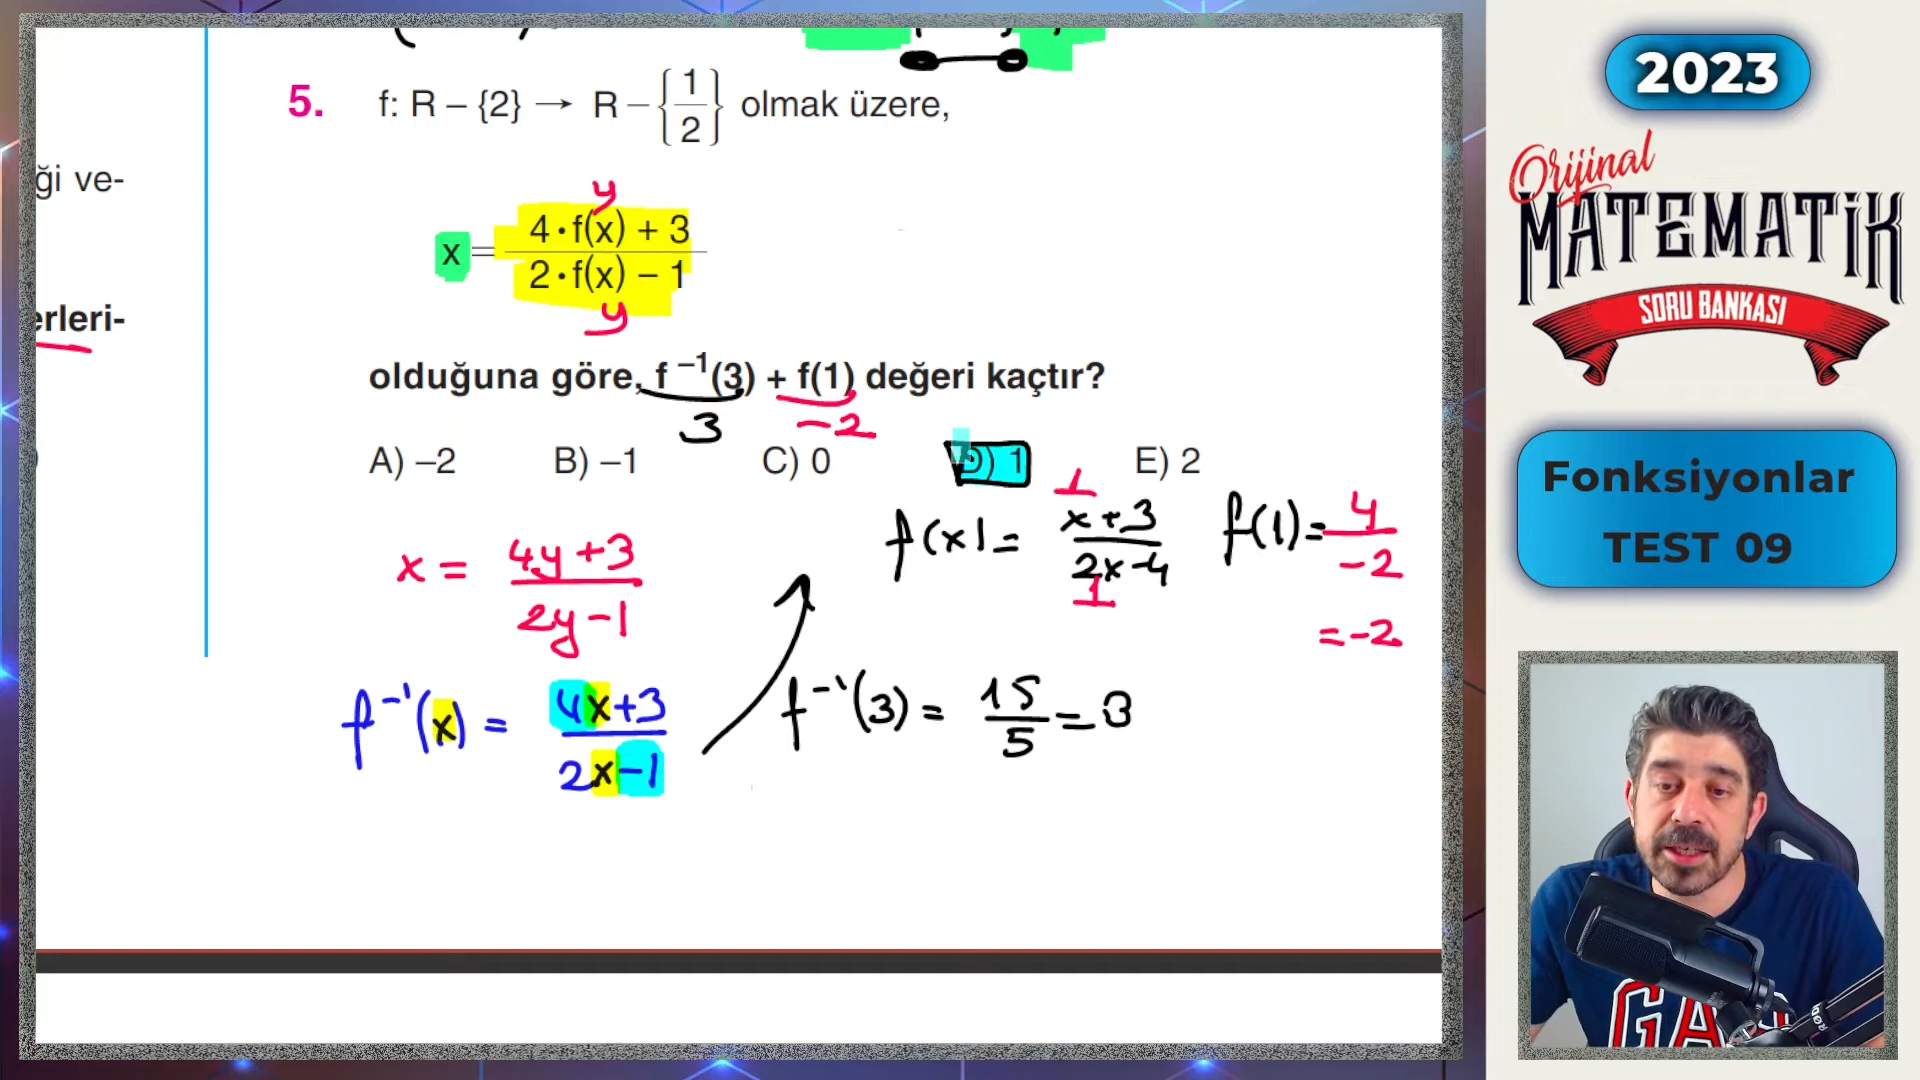 5. f: R – {2} → R – {1/2} olmak üzere,
ği ve-
y
x = (4·f(x) + 3)/(2·f(x) – 1)
y
erleri-
olduğuna göre, f⁻¹(3) + f(1) değeri kaçtır?
3 -2
A) –2 B) –1 C) 0 D) 1 E) 2
x = (4y+3)/(2y-1)
1
f(x) = (x+3)/(2x-4)
1
f(1) = 4/-2
= -2
f⁻¹(x) = (4x+3)/(2x-1)
f⁻¹(3) = 15/5 = 3
2023
Orijinal
MATEMATİK
SORU BANKASI
Fonksiyonlar
TEST 09
GA
RØD